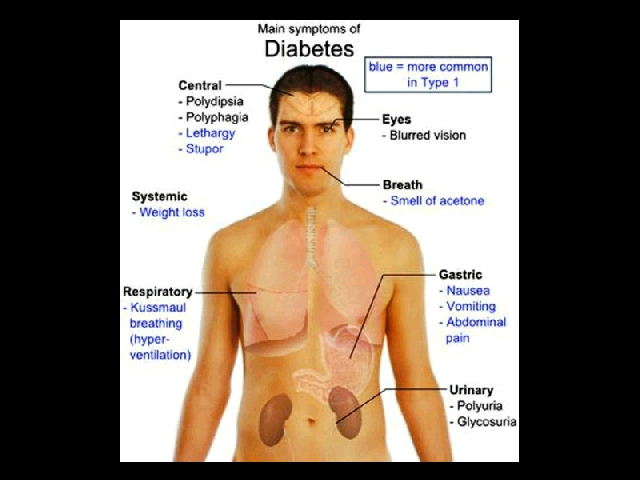 Main symptoms of
Diabetes
blue = more common
in Type 1
Central
- Polydipsia
- Polyphagia
- Lethargy
- Stupor
Eyes
- Blurred vision
Breath
- Smell of acetone
Systemic
- Weight loss
Gastric
- Nausea
- Vomiting
- Abdominal
pain
Respiratory
- Kussmaul
breathing
(hyper-
ventilation)
Urinary
- Polyuria
- Glycosuria